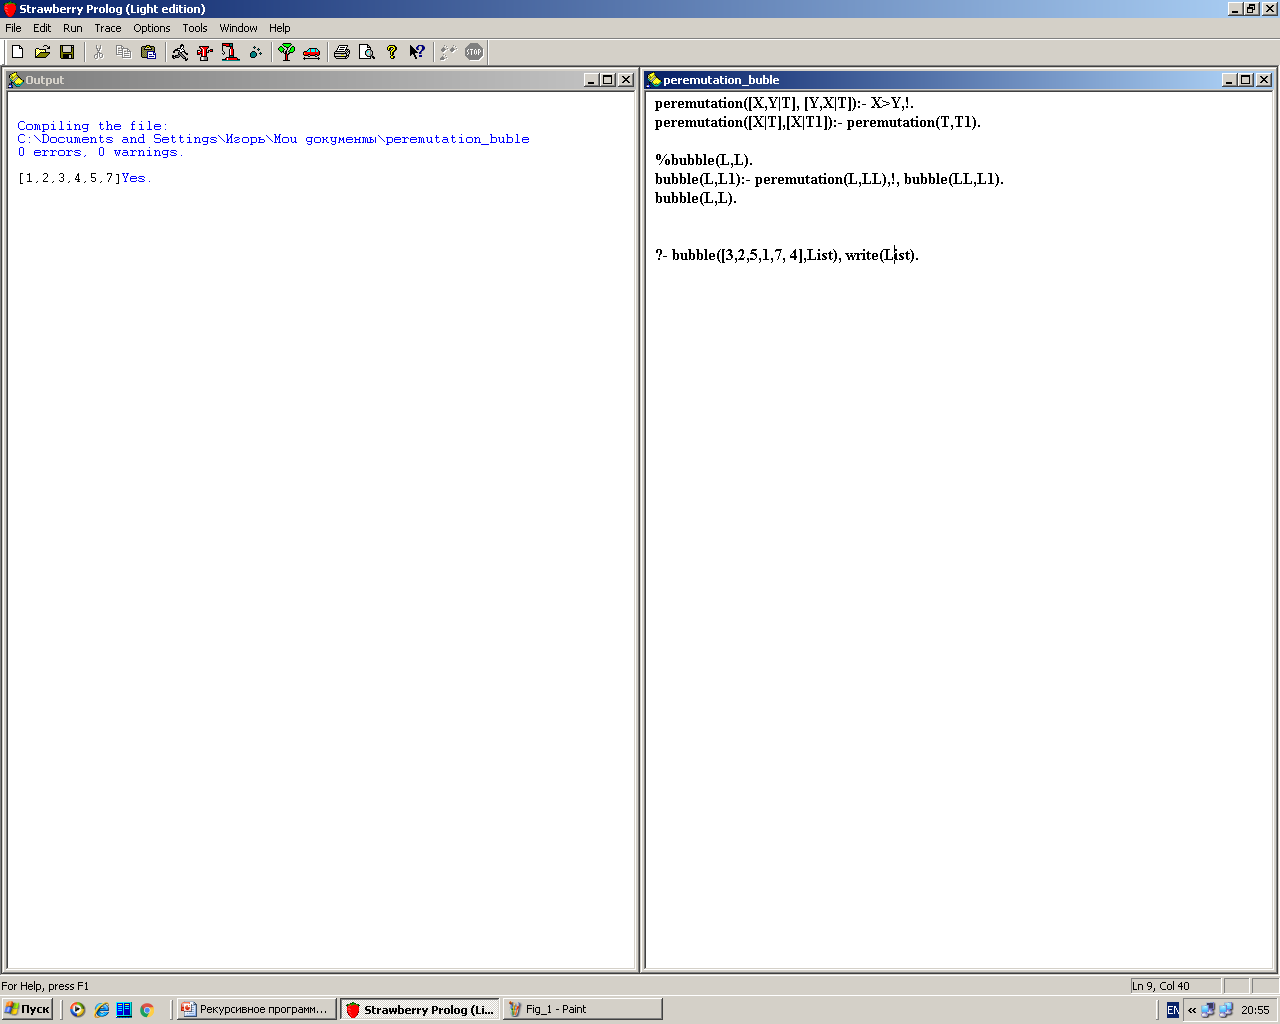 Strawberry Prolog (Light edition)
File Edit Run Trace Options Tools Window Help
STOP
Output
Compiling the file:
C:\Documents and Settings\Игорь\Мои документы\peremutation_buble
0 errors, 0 warnings.
[1,2,3,4,5,7]Yes.
peremutation_buble
peremutation([X,Y|T], [Y,X|T]):- X>Y,!.
peremutation([X|T],[X|T1]):- peremutation(T,T1).
%bubble(L,L).
bubble(L,L1):- peremutation(L,LL),!, bubble(LL,L1).
bubble(L,L).
?- bubble([3,2,5,1,7, 4],List), write(List).
For Help, press F1
Ln 9, Col 40
Пуск
Рекурсивное программ...
Strawberry Prolog (Li...
Fig_1 - Paint
EN
«
20:55